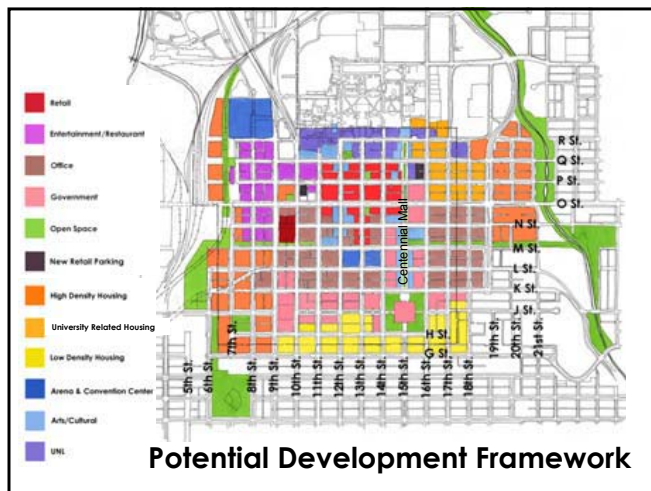 Retail
Entertainment/Restaurant
Office
Government
Open Space
New Retail Parking
High Density Housing
University Related Housing
Low Density Housing
Arena & Convention Center
Arts/Cultural
UNL
R St.
Q St.
P St.
O St.
N St.
M St.
L St.
K St.
J St.
H St.
G St.
Centennial Mall
5th St.
6th St.
7th St.
8th St.
9th St.
10th St.
11th St.
12th St.
13th St.
14th St.
15th St.
16th St.
17th St.
18th St.
19th St.
20th St.
21st St.
Potential Development Framework